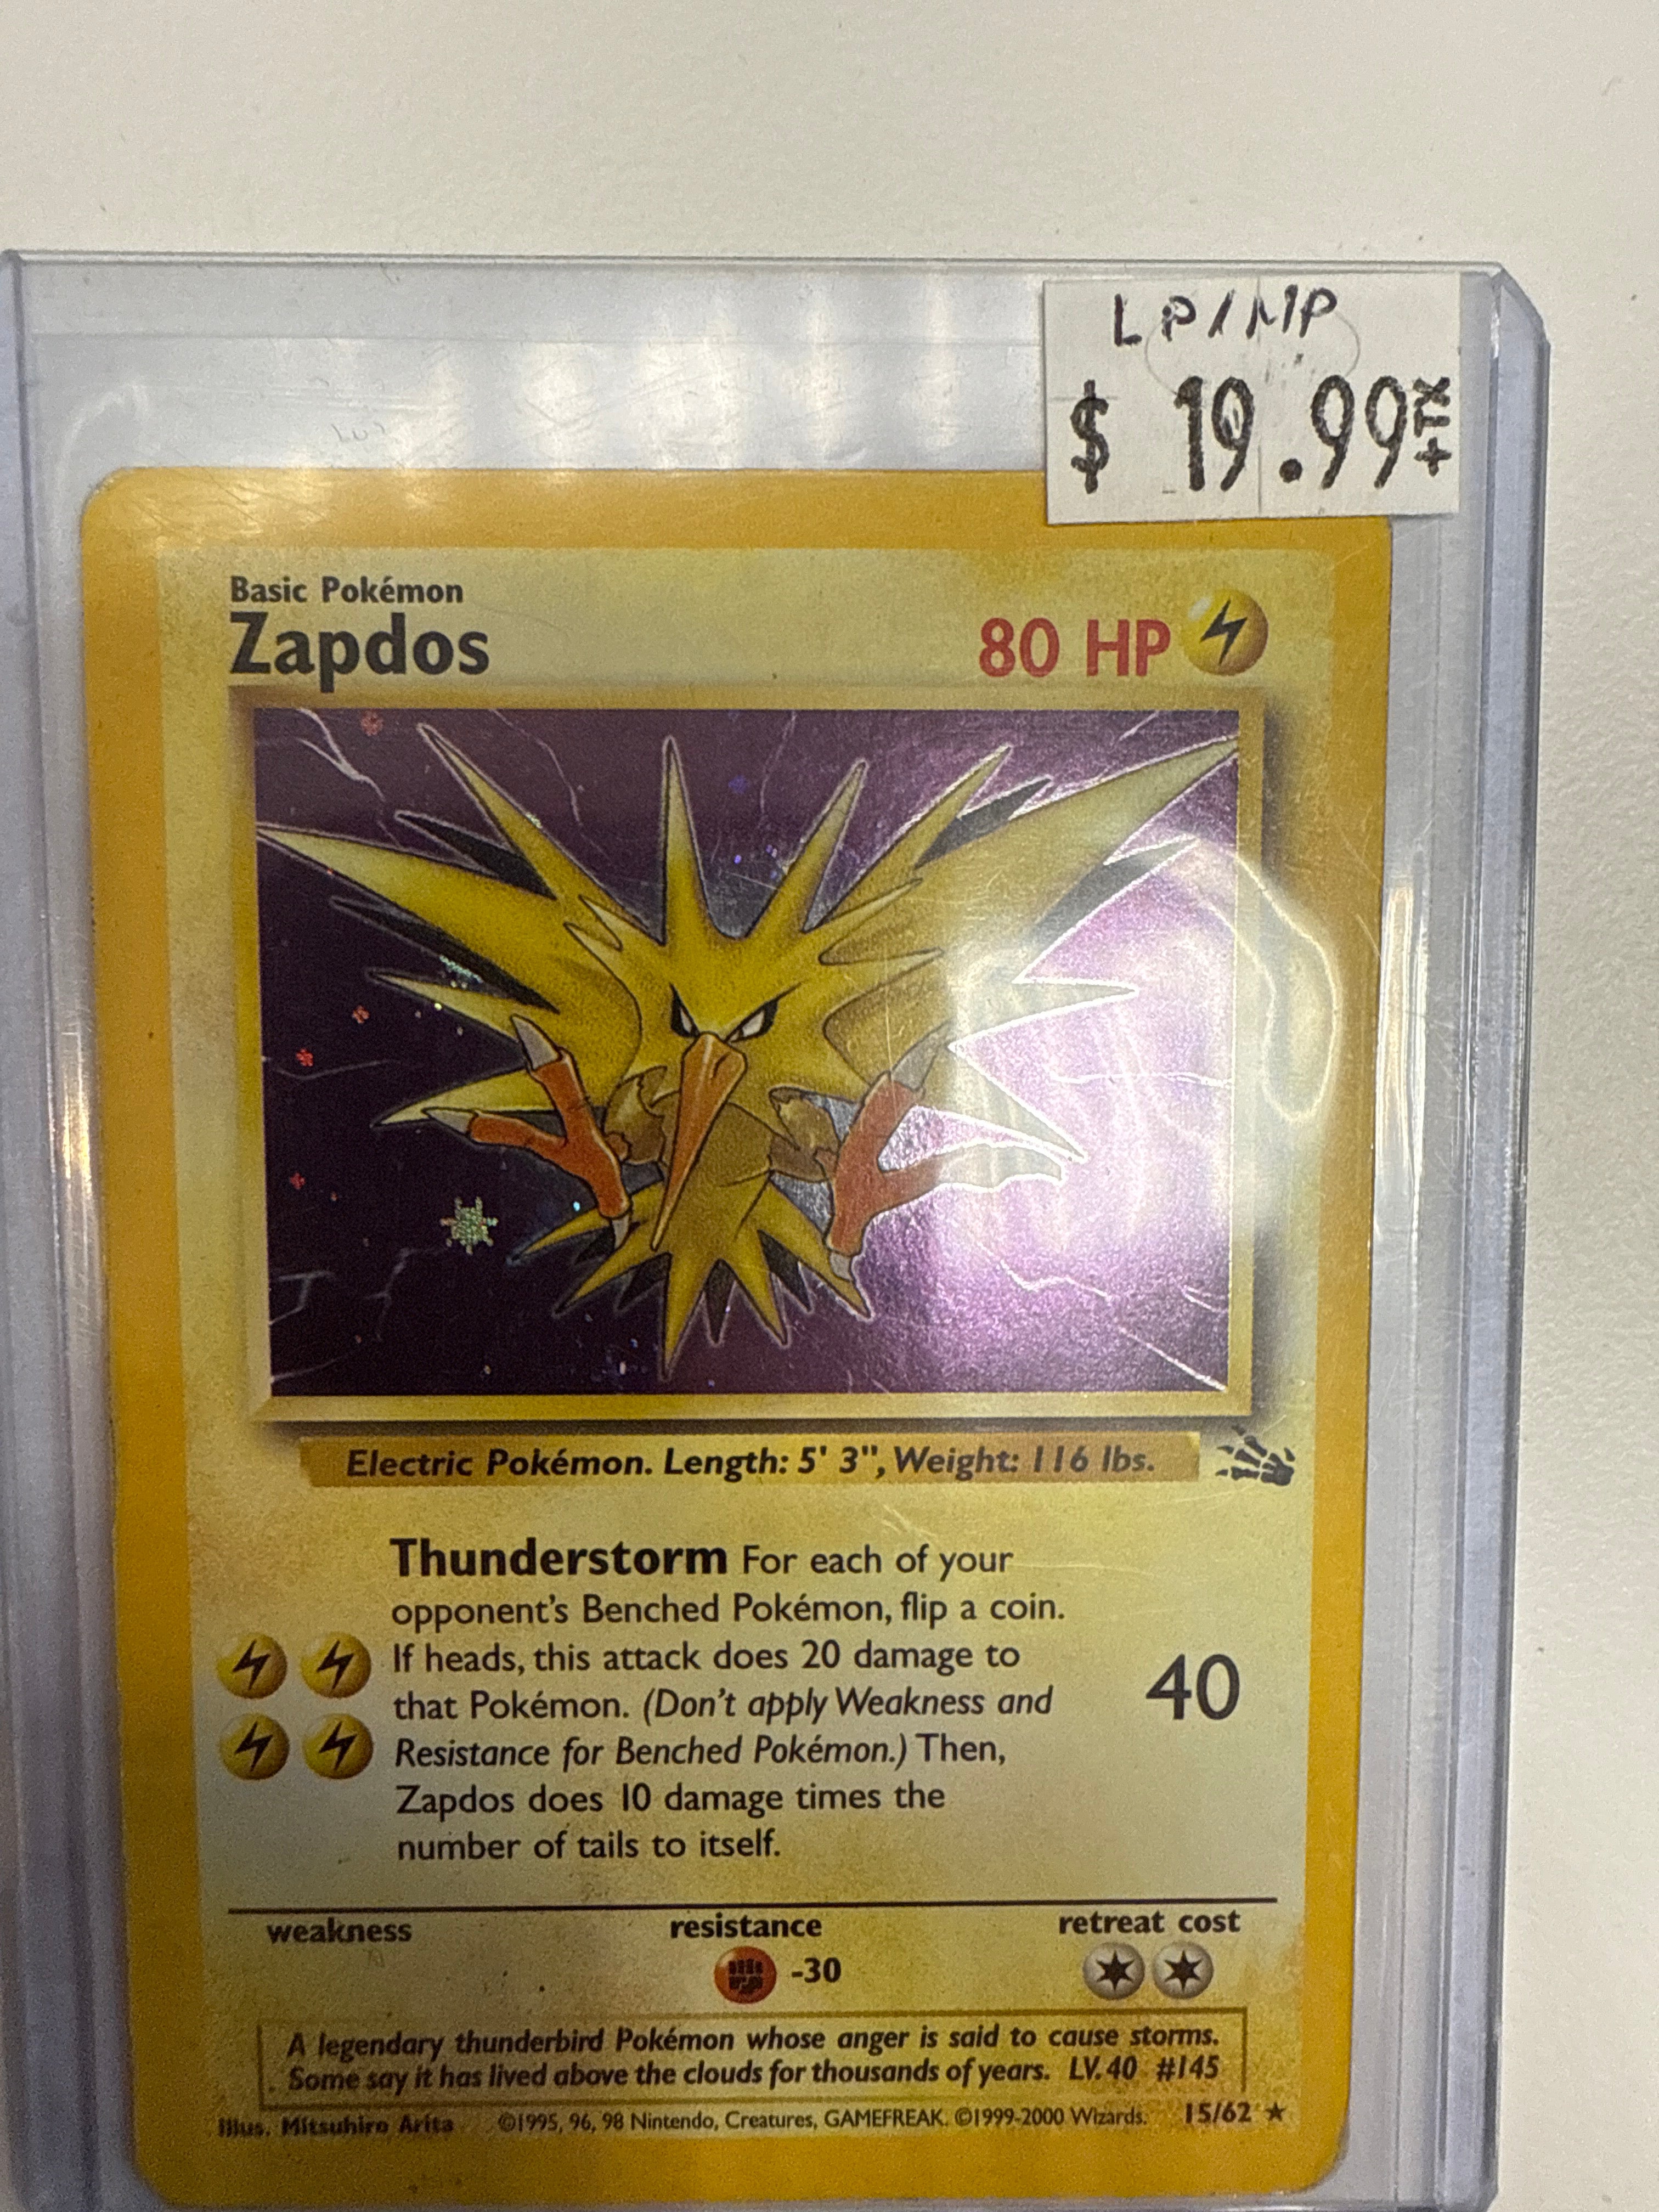 LP/MP
$ 19.99 +TX
Basic Pokémon
Zapdos
80 HP
Electric Pokémon. Length: 5' 3", Weight: 116 lbs.
Thunderstorm For each of your
opponent's Benched Pokémon, flip a coin.
If heads, this attack does 20 damage to
that Pokémon. (Don't apply Weakness and
Resistance for Benched Pokémon.) Then,
Zapdos does 10 damage times the
number of tails to itself.
40
weakness
resistance
retreat cost
-30
A legendary thunderbird Pokémon whose anger is said to cause storms.
Some say it has lived above the clouds for thousands of years. LV. 40 #145
Illus. Mitsuhiro Arita ©1995, 96, 98 Nintendo, Creatures, GAMEFREAK. ©1999-2000 Wizards. 15/62 ★